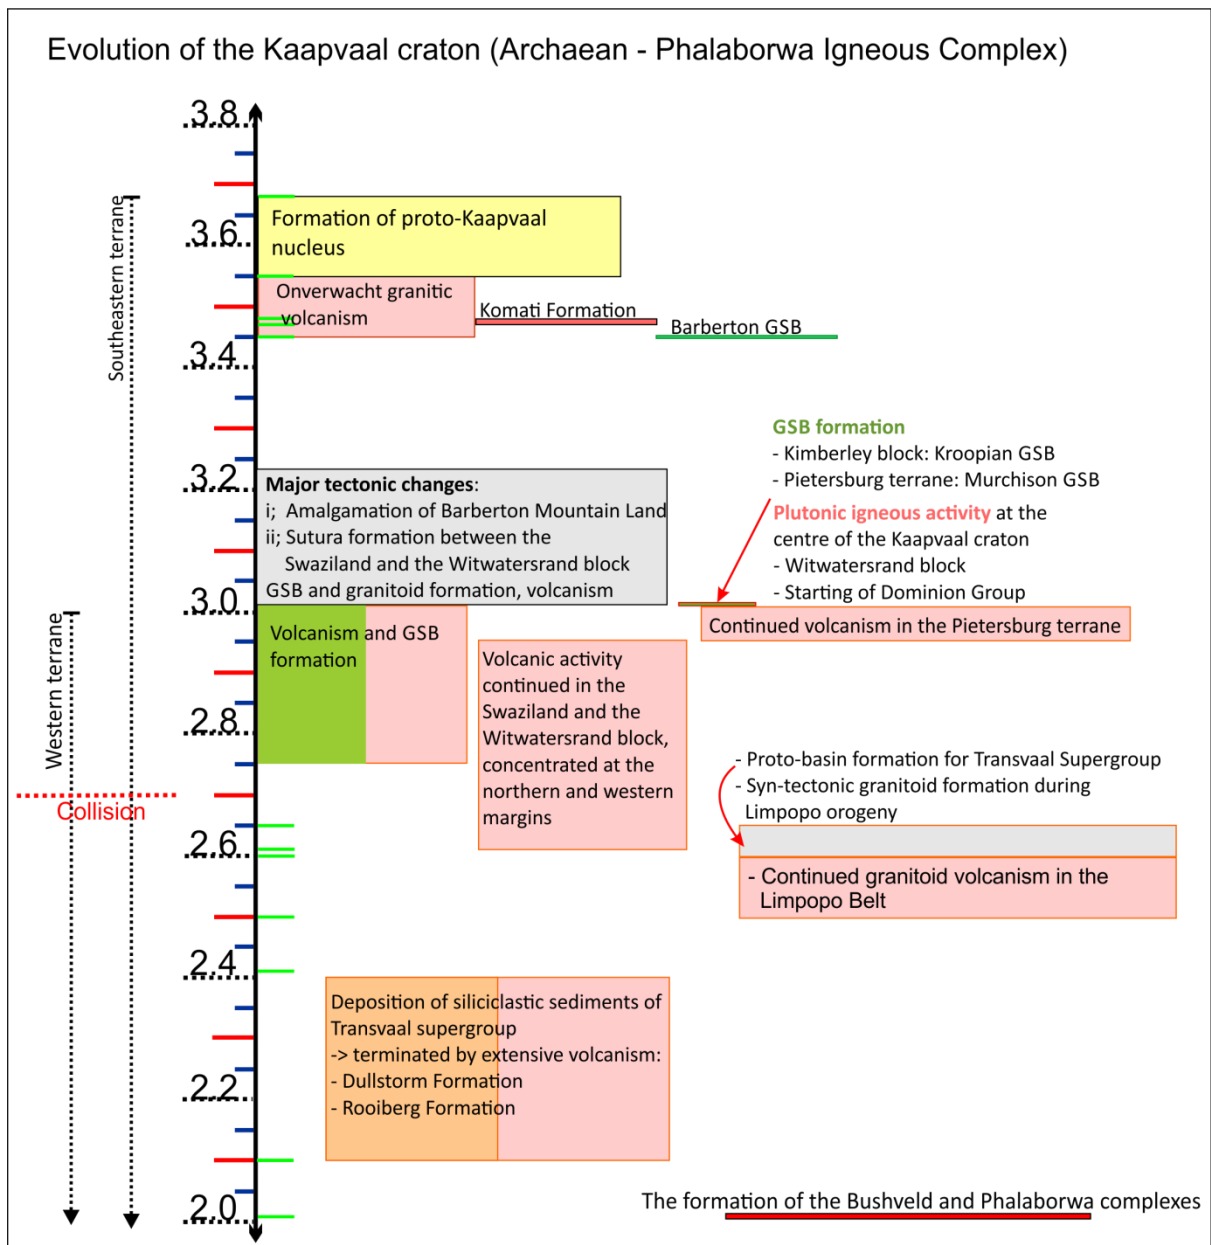 Evolution of the Kaapvaal craton (Archaean - Phalaborwa Igneous Complex)
3.8
Southeastern terrane
Formation of proto-Kaapvaal
nucleus
3.6
Onverwacht granitic
volcanism
Komati Formation
Barberton GSB
3.4
GSB formation
- Kimberley block: Kroopian GSB
- Pietersburg terrane: Murchison GSB
Plutonic igneous activity at the
centre of the Kaapvaal craton
- Witwatersrand block
- Starting of Dominion Group
3.2
Major tectonic changes:
i; Amalgamation of Barberton Mountain Land
ii; Sutura formation between the
Swaziland and the Witwatersrand block
GSB and granitoid formation, volcanism
3.0
Western terrane
Continued volcanism in the Pietersburg terrane
Volcanism and GSB
formation
Volcanic activity
continued in the
Swaziland and the
Witwatersrand block,
concentrated at the
northern and western
margins
2.8
- Proto-basin formation for Transvaal Supergroup
- Syn-tectonic granitoid formation during
Limpopo orogeny
Collision
2.6
- Continued granitoid volcanism in the
Limpopo Belt
2.4
Deposition of siliciclastic sediments of
Transvaal supergroup
-> terminated by extensive volcanism:
- Dullstorm Formation
- Rooiberg Formation
2.2
2.0
The formation of the Bushveld and Phalaborwa complexes